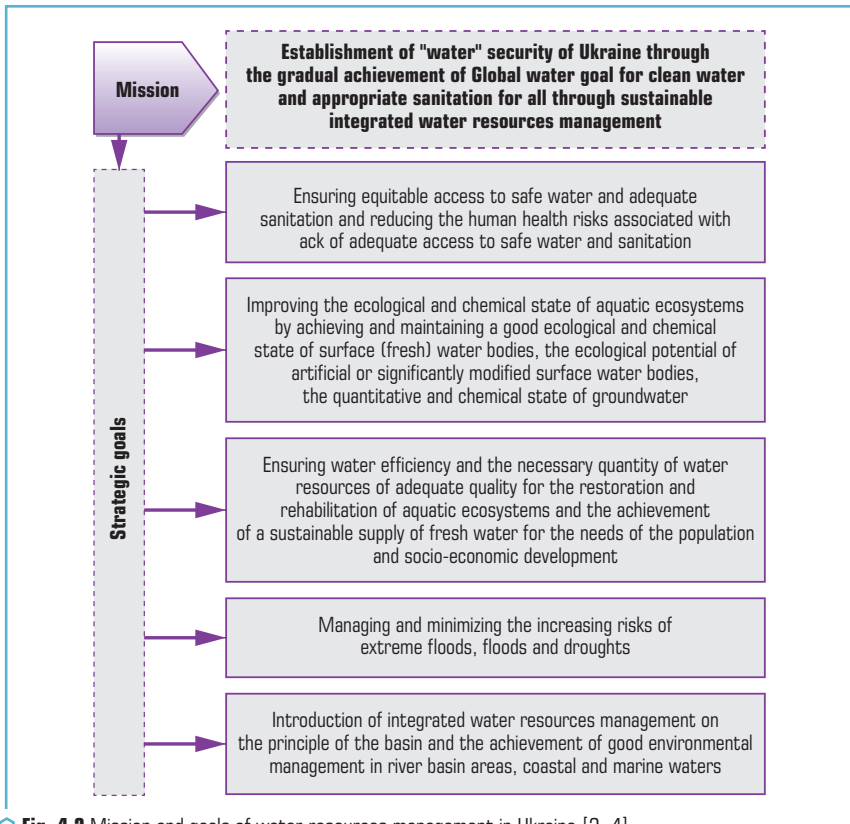 Mission
Establishment of "water" security of Ukraine through
the gradual achievement of Global water goal for clean water
and appropriate sanitation for all through sustainable
integrated water resources management
Strategic goals
Ensuring equitable access to safe water and adequate
sanitation and reducing the human health risks associated with
ack of adequate access to safe water and sanitation
Improving the ecological and chemical state of aquatic ecosystems
by achieving and maintaining a good ecological and chemical
state of surface (fresh) water bodies, the ecological potential of
artificial or significantly modified surface water bodies,
the quantitative and chemical state of groundwater
Ensuring water efficiency and the necessary quantity of water
resources of adequate quality for the restoration and
rehabilitation of aquatic ecosystems and the achievement
of a sustainable supply of fresh water for the needs of the population
and socio-economic development
Managing and minimizing the increasing risks of
extreme floods, floods and droughts
Introduction of integrated water resources management on
the principle of the basin and the achievement of good environmental
management in river basin areas, coastal and marine waters
Mission and goals of water resources management in Ukraine